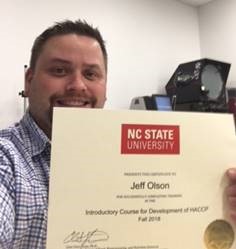 NC STATE
UNIVERSITY
PRESENTS THIS CERTIFICATE TO
Jeff Olson
FOR SUCCESSFULLY COMPLETING TRAINING
AT THE
Introductory Course for Development of HACCP
Fall 2018